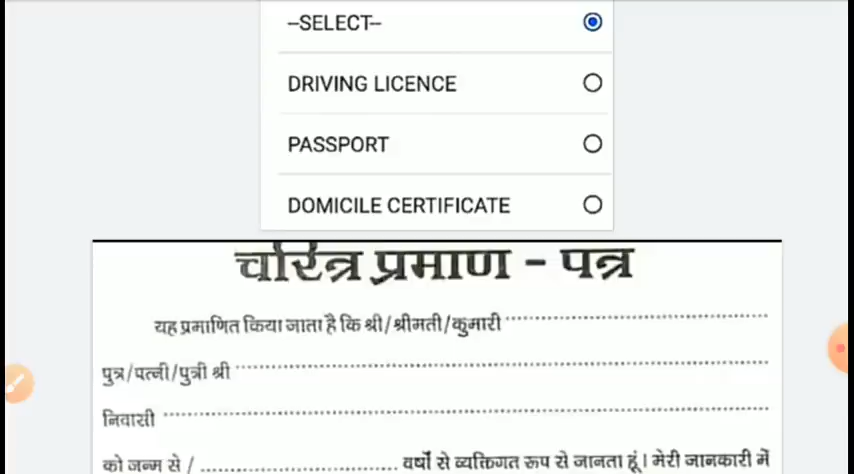 --SELECT--
DRIVING LICENCE
PASSPORT
DOMICILE CERTIFICATE
चरित्र प्रमाण - पत्र
यह प्रमाणित किया जाता है कि श्री/श्रीमती/कुमारी
पुत्र/पत्नी/पुत्री श्री
निवासी
को जन्म से / .............................. वर्षों से व्यक्तिगत रूप से जानता हूं। मेरी जानकारी में